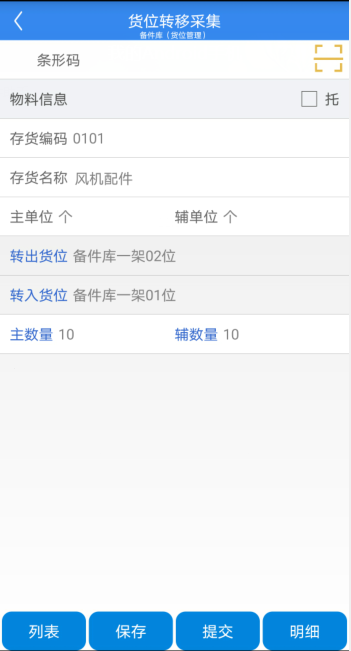 货位转移采集
备件库（货位管理）
条形码
物料信息 托
存货编码 0101
存货名称 风机配件
主单位 个 辅单位 个
转出货位 备件库一架02位
转入货位 备件库一架01位
主数量 10 辅数量 10
列表 保存 提交 明细